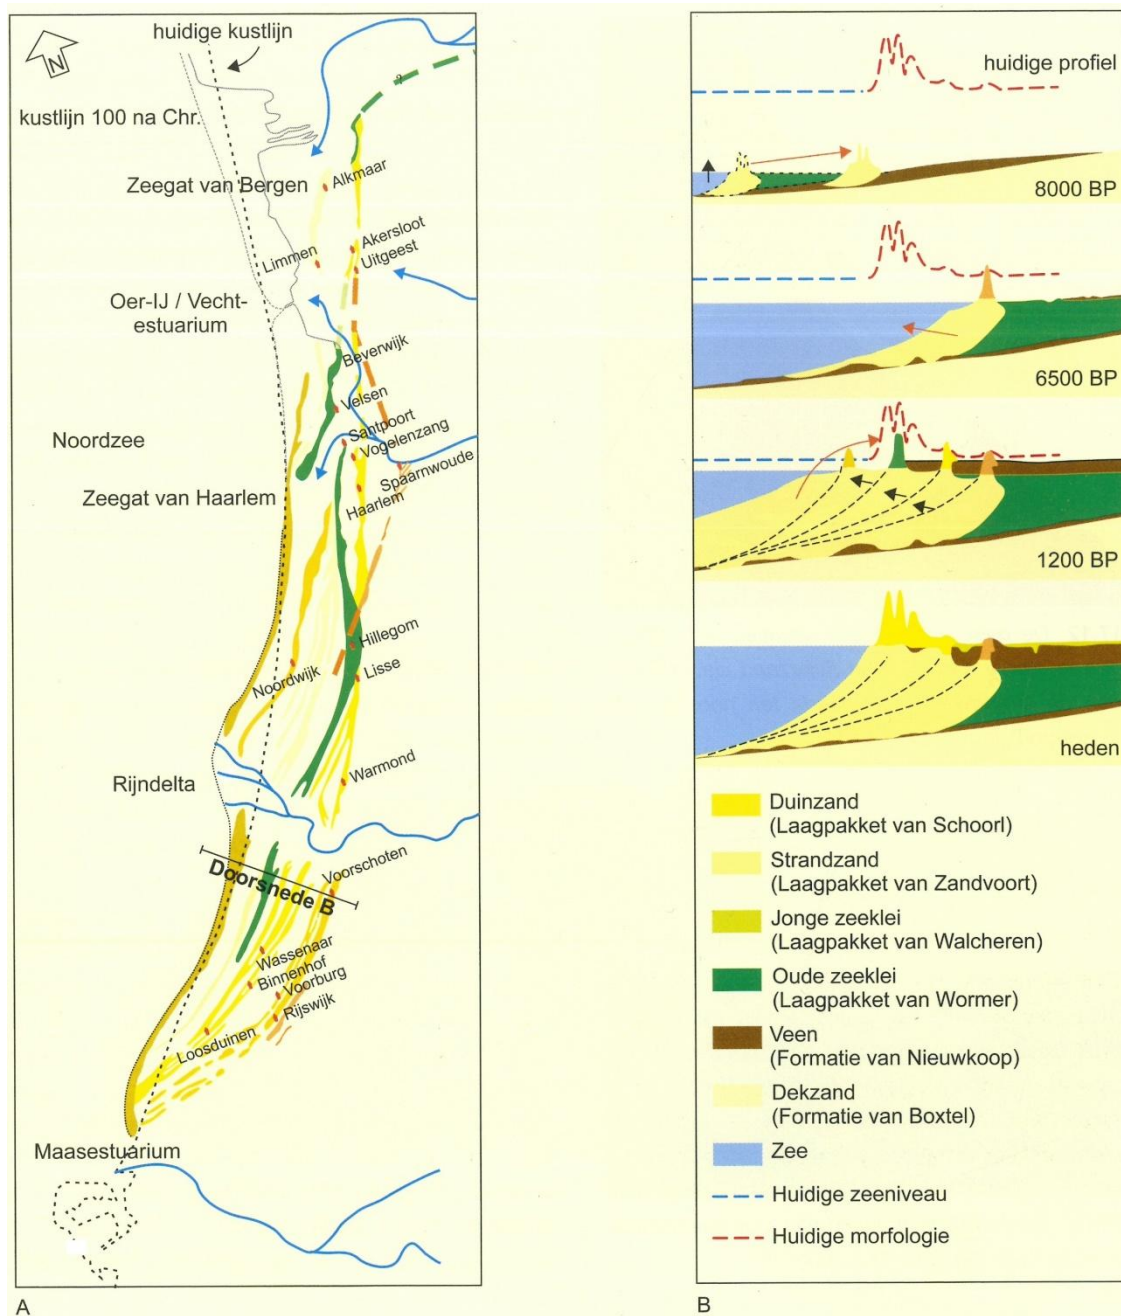 huidige kustlijn
N
kustlijn 100 na Chr.
?
Zeegat van Bergen
Alkmaar
Akersloot
Uitgeest
Limmen
Oer-IJ / Vecht-
estuarium
Beverwijk
Velsen
Noordzee
Santpoort
Vogelenzang
Spaarnwoude
Zeegat van Haarlem
Haarlem
Hillegom
Noordwijk
Lisse
Rijndelta
Warmond
Voorschoten
Doorsnede B
Wassenaar
Binnenhof
Voorburg
Rijswijk
Loosduinen
Maasestuarium
A
huidige profiel
8000 BP
6500 BP
1200 BP
heden
Duinzand
(Laagpakket van Schoorl)
Strandzand
(Laagpakket van Zandvoort)
Jonge zeeklei
(Laagpakket van Walcheren)
Oude zeeklei
(Laagpakket van Wormer)
Veen
(Formatie van Nieuwkoop)
Dekzand
(Formatie van Boxtel)
Zee
Huidige zeeniveau
Huidige morfologie
B